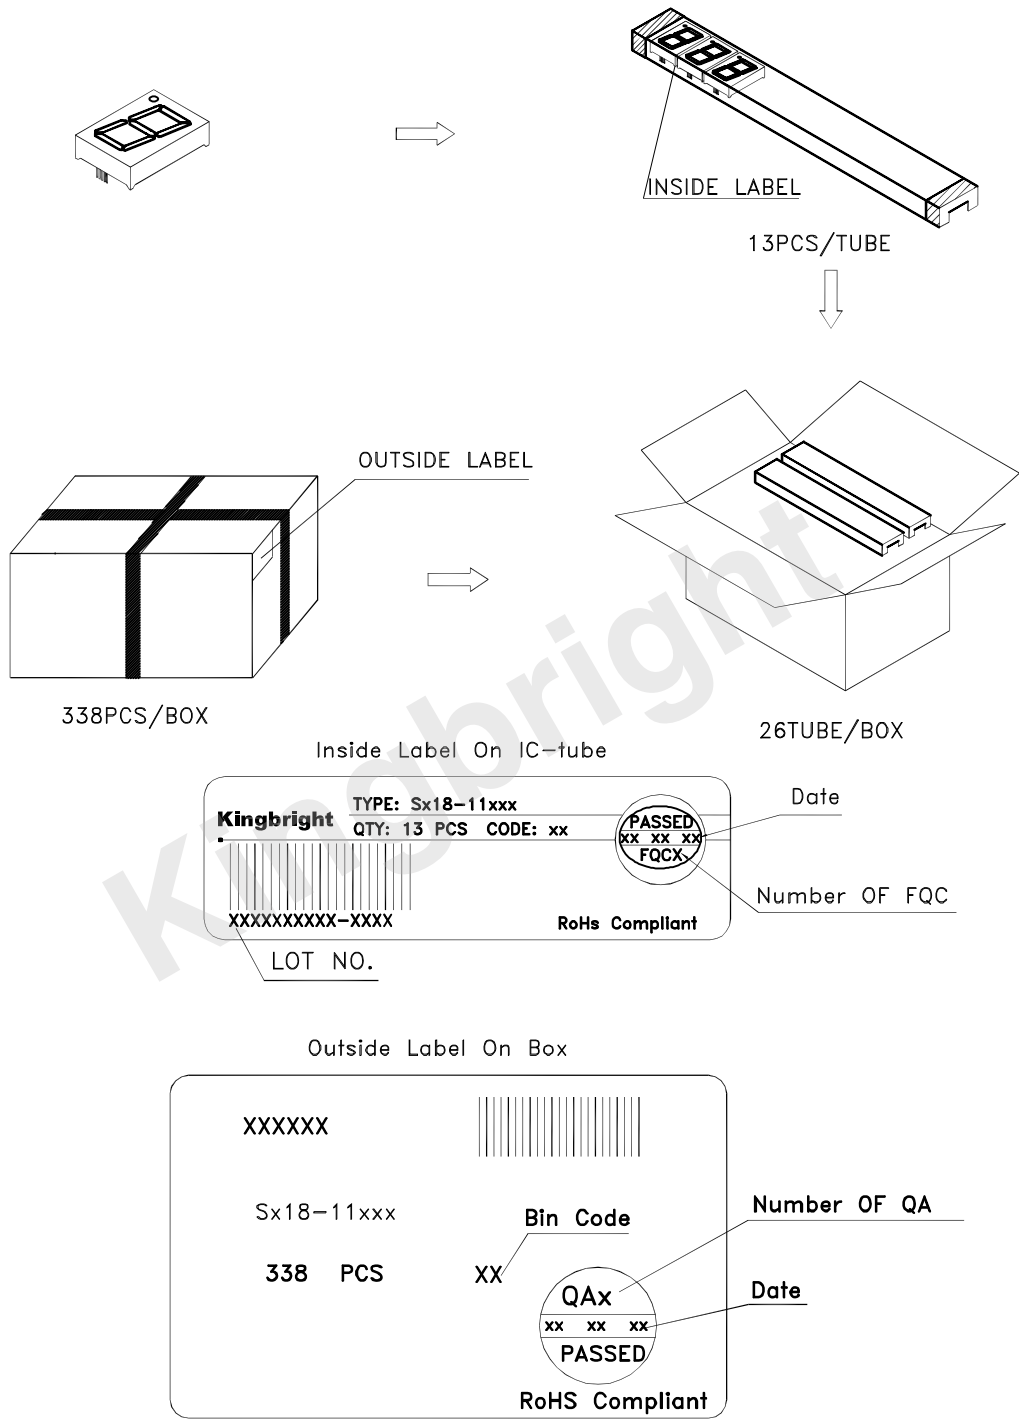 INSIDE LABEL
13PCS/TUBE
OUTSIDE LABEL
338PCS/BOX
26TUBE/BOX
Kingbright
Inside Label On IC-tube
Kingbright
TYPE: Sx18-11xxx
QTY: 13 PCS CODE: xx
PASSED
xx xx xx
FQCX
Date
Number OF FQC
XXXXXXXXXX-XXXX
RoHs Compliant
LOT NO.
Outside Label On Box
XXXXXX
Sx18-11xxx
Bin Code
Number OF QA
338 PCS
XX
QAx
Date
xx xx xx
PASSED
RoHS Compliant